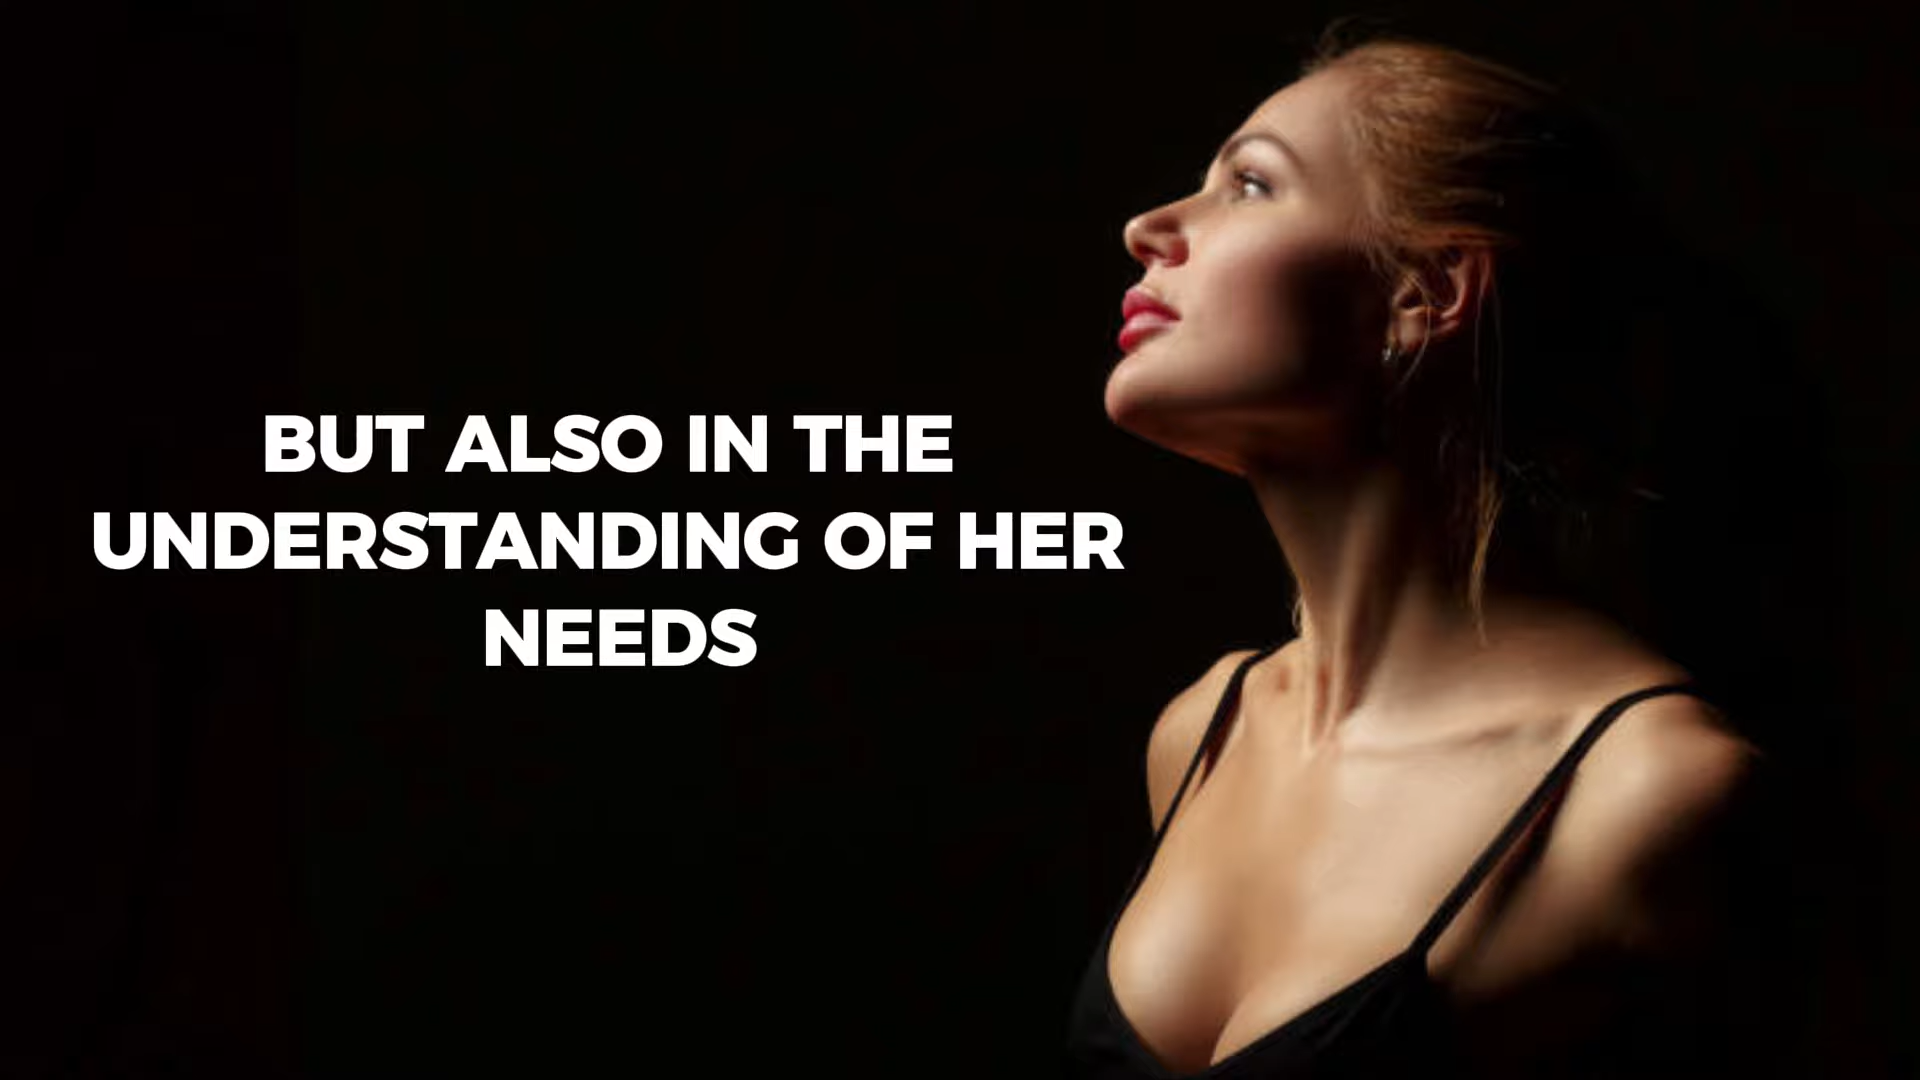 BUT ALSO IN THE
UNDERSTANDING OF HER
NEEDS